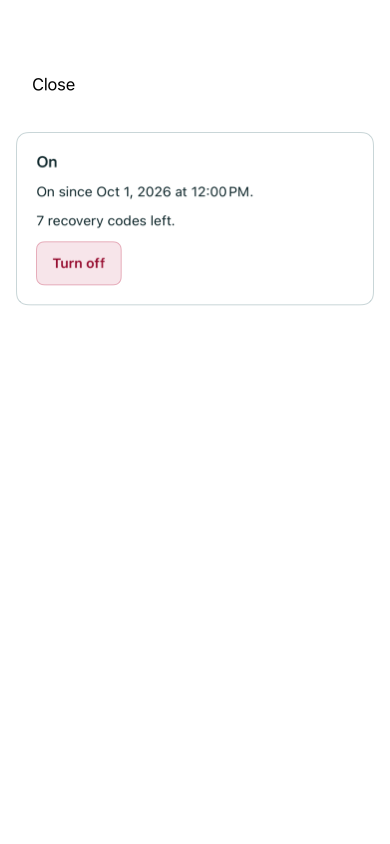 Close
On
On since Oct 1, 2026 at 12:00 PM.
7 recovery codes left.
Turn off